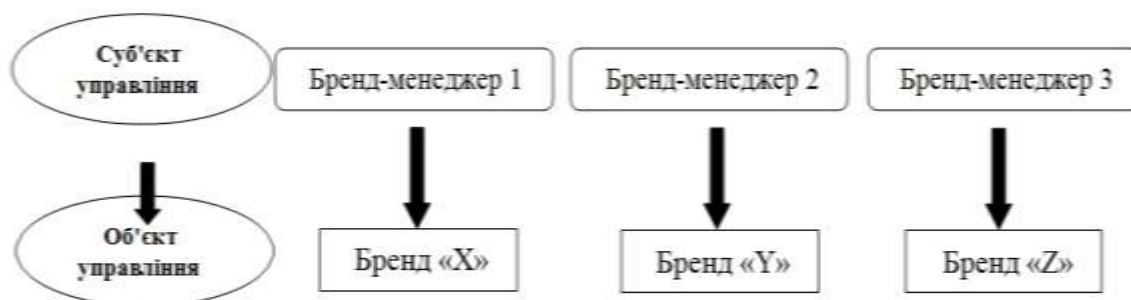 Суб'єкт
управління
Бренд-менеджер 1
Бренд-менеджер 2
Бренд-менеджер 3
Об'єкт
управління
Бренд «X»
Бренд «Y»
Бренд «Z»